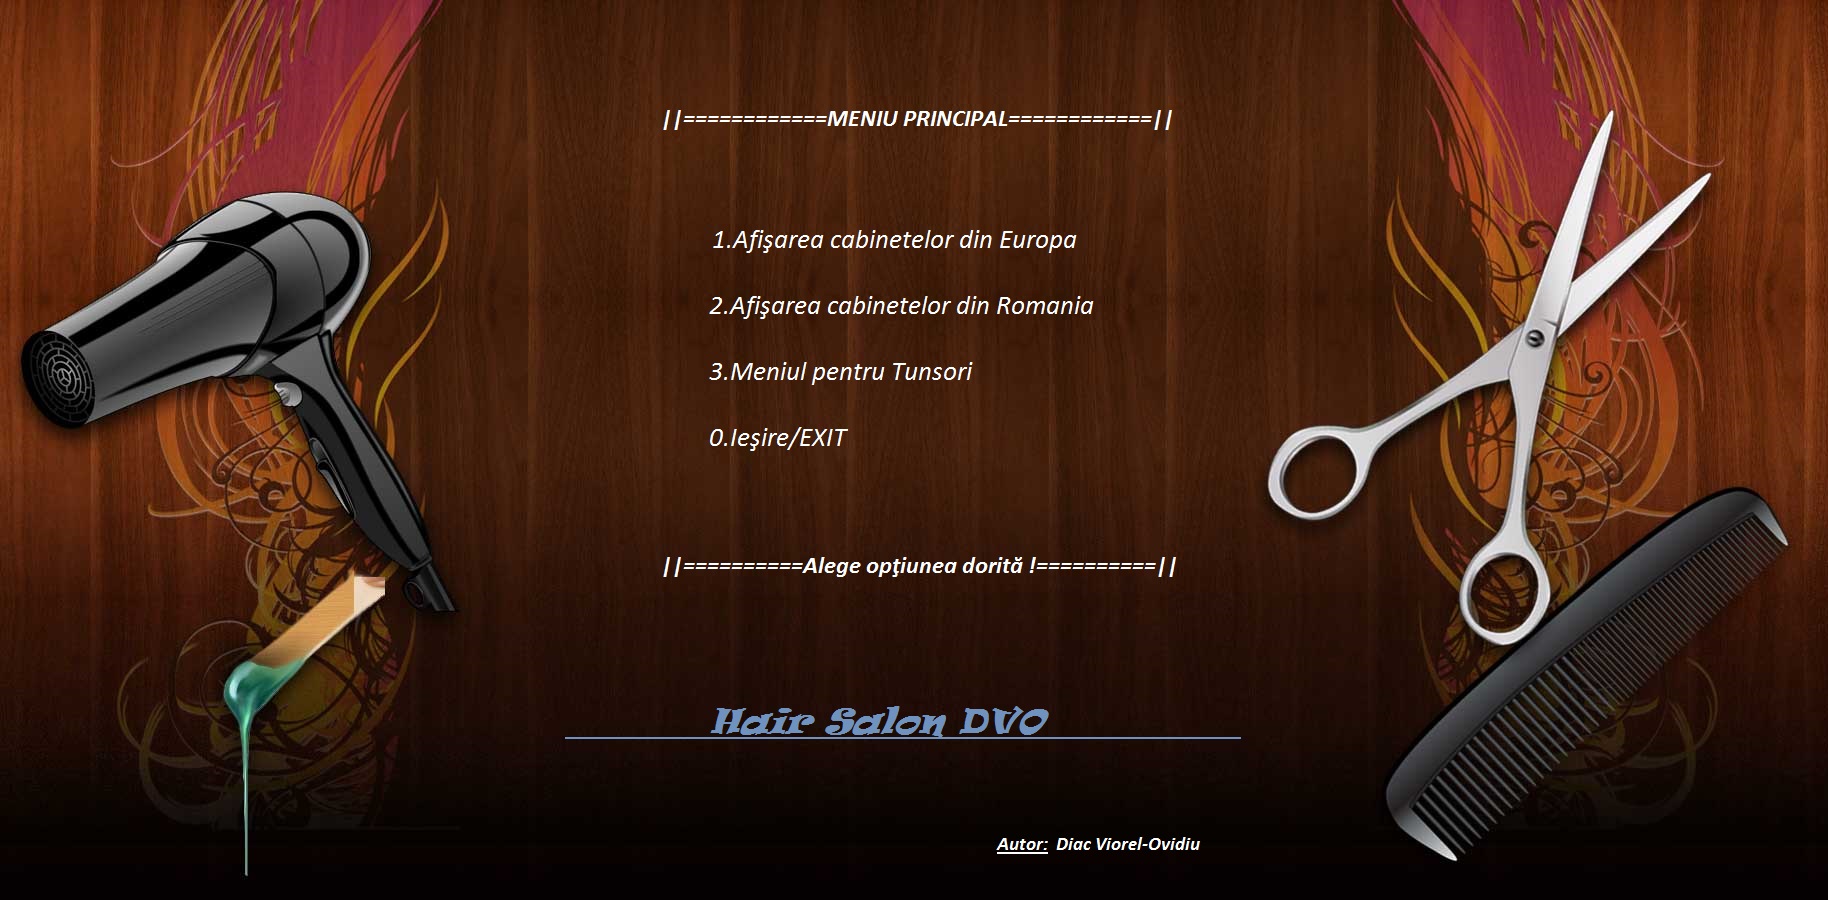 ||============MENIU PRINCIPAL============||
1.Afişarea cabinetelor din Europa
2.Afişarea cabinetelor din Romania
3.Meniul pentru Tunsori
0.Ieşire/EXIT
||==========Alege opţiunea dorită !==========||
Hair Salon DVO
Autor: Diac Viorel-Ovidiu